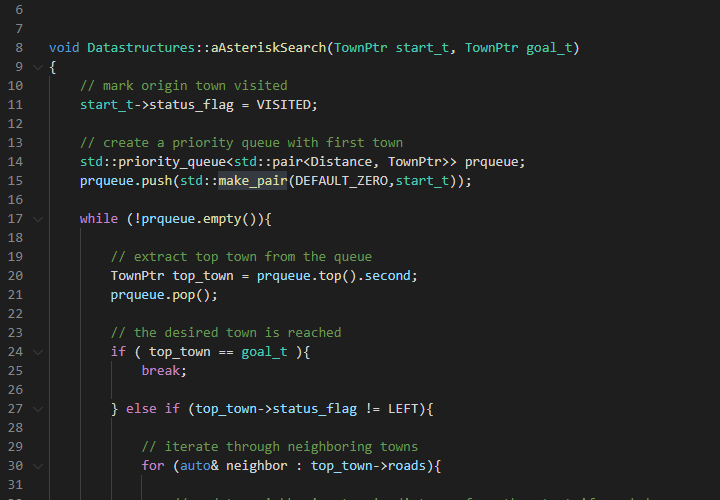 6
7
8 void Datastructures::aAsteriskSearch(TownPtr start_t, TownPtr goal_t)
9 {
10 // mark origin town visited
11 start_t->status_flag = VISITED;
12
13 // create a priority queue with first town
14 std::priority_queue<std::pair<Distance, TownPtr>> prqueue;
15 prqueue.push(std::make_pair(DEFAULT_ZERO,start_t));
16
17 while (!prqueue.empty()){
18
19 // extract top town from the queue
20 TownPtr top_town = prqueue.top().second;
21 prqueue.pop();
22
23 // the desired town is reached
24 if ( top_town == goal_t ){
25 break;
26
27 } else if (top_town->status_flag != LEFT){
28
29 // iterate through neighboring towns
30 for (auto& neighbor : top_town->roads){
31